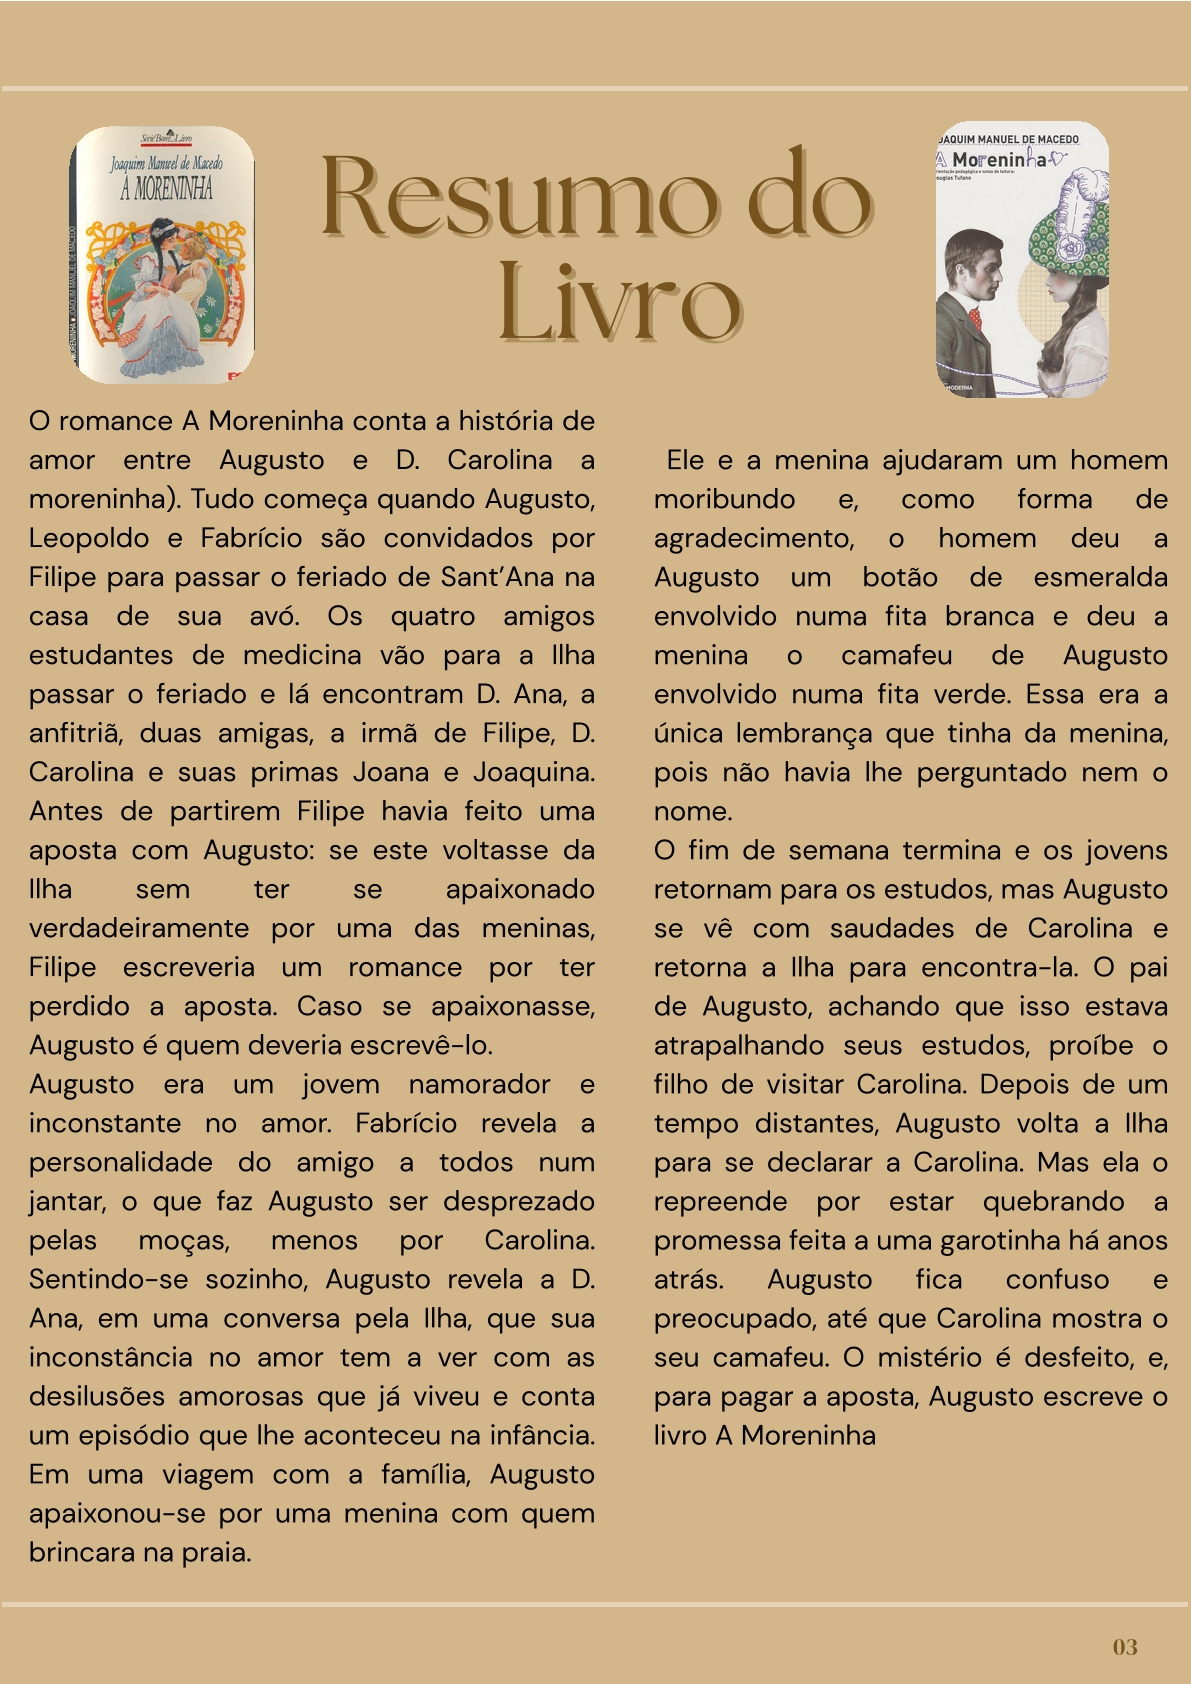 Série Bom Livro
Joaquim Manuel de Macedo
A MORENINHA
A MORENINHA • JOAQUIM MANUEL DE MACEDO
Resumo do
Livro
JOAQUIM MANUEL DE MACEDO
A Moreninha
orientação pedagógica e notas de leitura:
Douglas Tufano
MODERNA
O romance A Moreninha conta a história de
amor entre Augusto e D. Carolina a
moreninha). Tudo começa quando Augusto,
Leopoldo e Fabrício são convidados por
Filipe para passar o feriado de Sant’Ana na
casa de sua avó. Os quatro amigos
estudantes de medicina vão para a Ilha
passar o feriado e lá encontram D. Ana, a
anfitriã, duas amigas, a irmã de Filipe, D.
Carolina e suas primas Joana e Joaquina.
Antes de partirem Filipe havia feito uma
aposta com Augusto: se este voltasse da
Ilha sem ter se apaixonado
verdadeiramente por uma das meninas,
Filipe escreveria um romance por ter
perdido a aposta. Caso se apaixonasse,
Augusto é quem deveria escrevê-lo.
Augusto era um jovem namorador e
inconstante no amor. Fabrício revela a
personalidade do amigo a todos num
jantar, o que faz Augusto ser desprezado
pelas moças, menos por Carolina.
Sentindo-se sozinho, Augusto revela a D.
Ana, em uma conversa pela Ilha, que sua
inconstância no amor tem a ver com as
desilusões amorosas que já viveu e conta
um episódio que lhe aconteceu na infância.
Em uma viagem com a família, Augusto
apaixonou-se por uma menina com quem
brincara na praia.
Ele e a menina ajudaram um homem
moribundo e, como forma de
agradecimento, o homem deu a
Augusto um botão de esmeralda
envolvido numa fita branca e deu a
menina o camafeu de Augusto
envolvido numa fita verde. Essa era a
única lembrança que tinha da menina,
pois não havia lhe perguntado nem o
nome.
O fim de semana termina e os jovens
retornam para os estudos, mas Augusto
se vê com saudades de Carolina e
retorna a Ilha para encontra-la. O pai
de Augusto, achando que isso estava
atrapalhando seus estudos, proíbe o
filho de visitar Carolina. Depois de um
tempo distantes, Augusto volta a Ilha
para se declarar a Carolina. Mas ela o
repreende por estar quebrando a
promessa feita a uma garotinha há anos
atrás. Augusto fica confuso e
preocupado, até que Carolina mostra o
seu camafeu. O mistério é desfeito, e,
para pagar a aposta, Augusto escreve o
livro A Moreninha
03